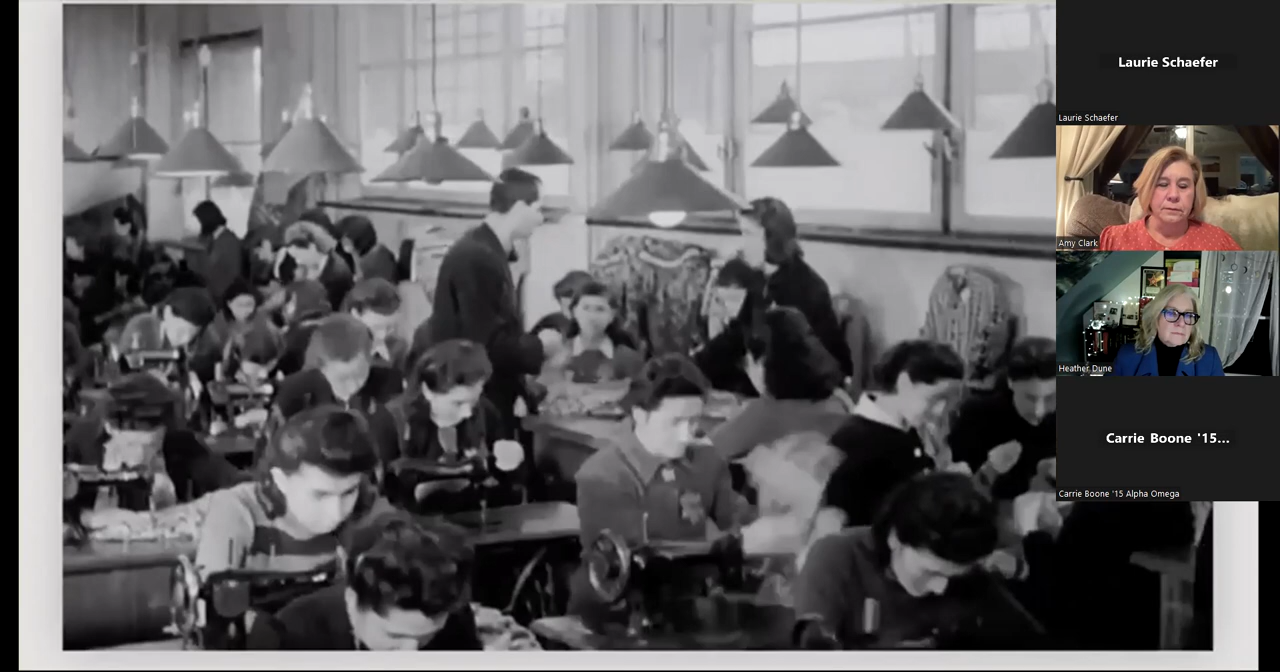 Laurie Schaefer
Laurie Schaefer
Amy Clark
Heather Dune
Carrie Boone '15...
Carrie Boone '15 Alpha Omega